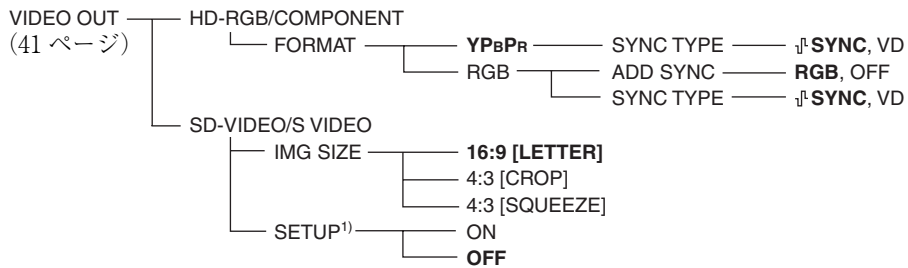 VIDEO OUT HD-RGB/COMPONENT
(41 ページ) FORMAT YPBPR SYNC TYPE SYNC, VD
RGB ADD SYNC RGB, OFF
SYNC TYPE SYNC, VD
SD-VIDEO/S VIDEO
IMG SIZE 16:9 [LETTER]
4:3 [CROP]
4:3 [SQUEEZE]
SETUP1) ON
OFF